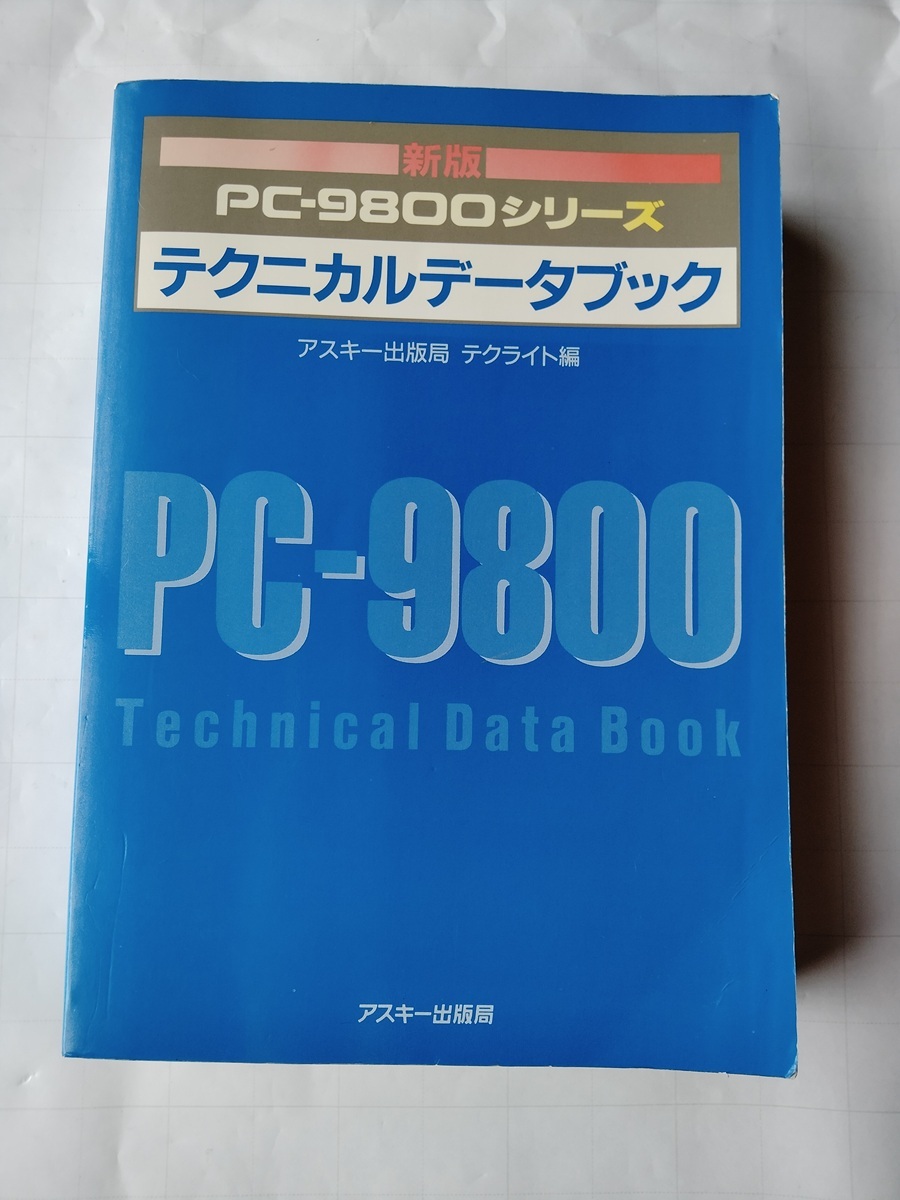 新版
PC-9800シリーズ
テクニカルデータブック
アスキー出版局 テクライト編
PC-9800
Technical Data Book
アスキー出版局